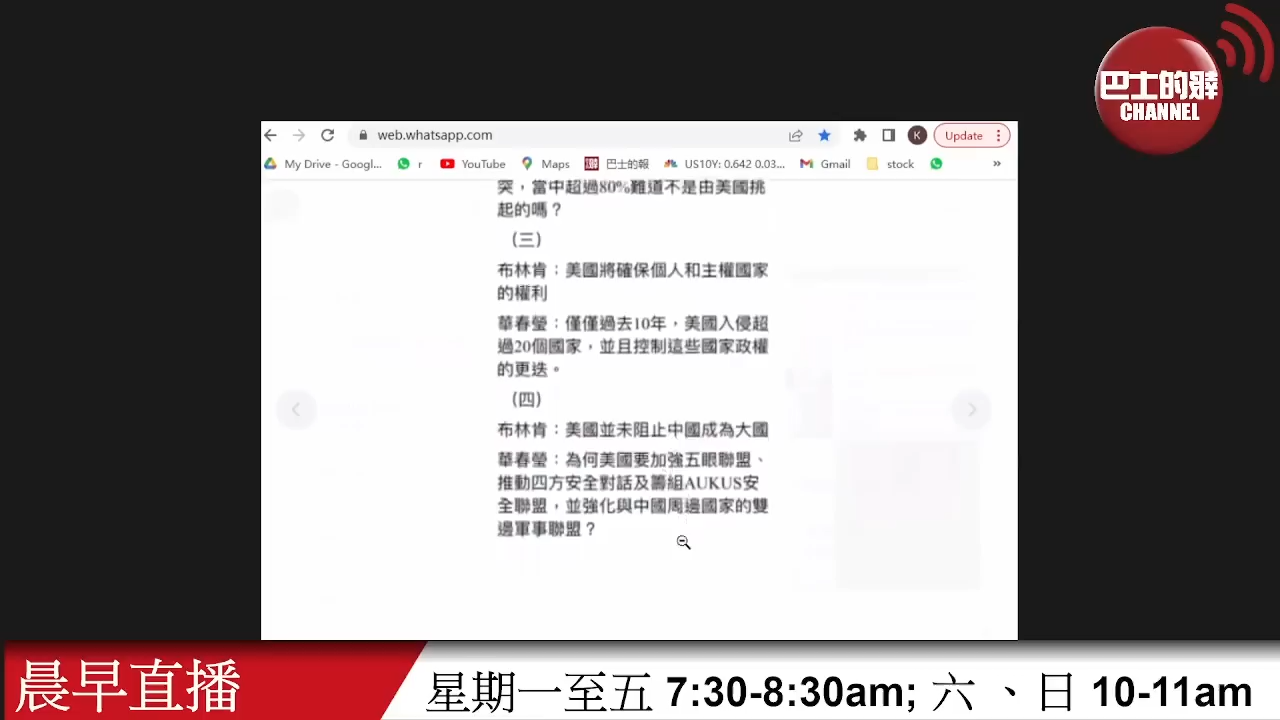 巴士的報
CHANNEL
web.whatsapp.com
K
Update
My Drive - Googl...
r
YouTube
Maps
巴士的報
US10Y: 0.642 0.03...
Gmail
stock
»
突，當中超過80%難道不是由美國挑
起的嗎？
（三）
布林肯：美國將確保個人和主權國家
的權利
華春瑩：僅僅過去10年，美國入侵超
過20個國家，並且控制這些國家政權
的更迭。
（四）
布林肯：美國並未阻止中國成為大國
華春瑩：為何美國要加強五眼聯盟、
推動四方安全對話及籌組AUKUS安
全聯盟，並強化與中國周邊國家的雙
邊軍事聯盟？
晨早直播
星期一至五 7:30-8:30am; 六 、日 10-11am